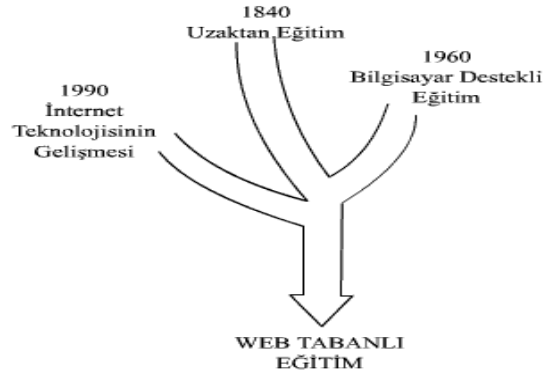 1840
Uzaktan Eğitim
1960
Bilgisayar Destekli
Eğitim
1990
İnternet
Teknolojisinin
Gelişmesi
WEB TABANLI
EĞİTİM